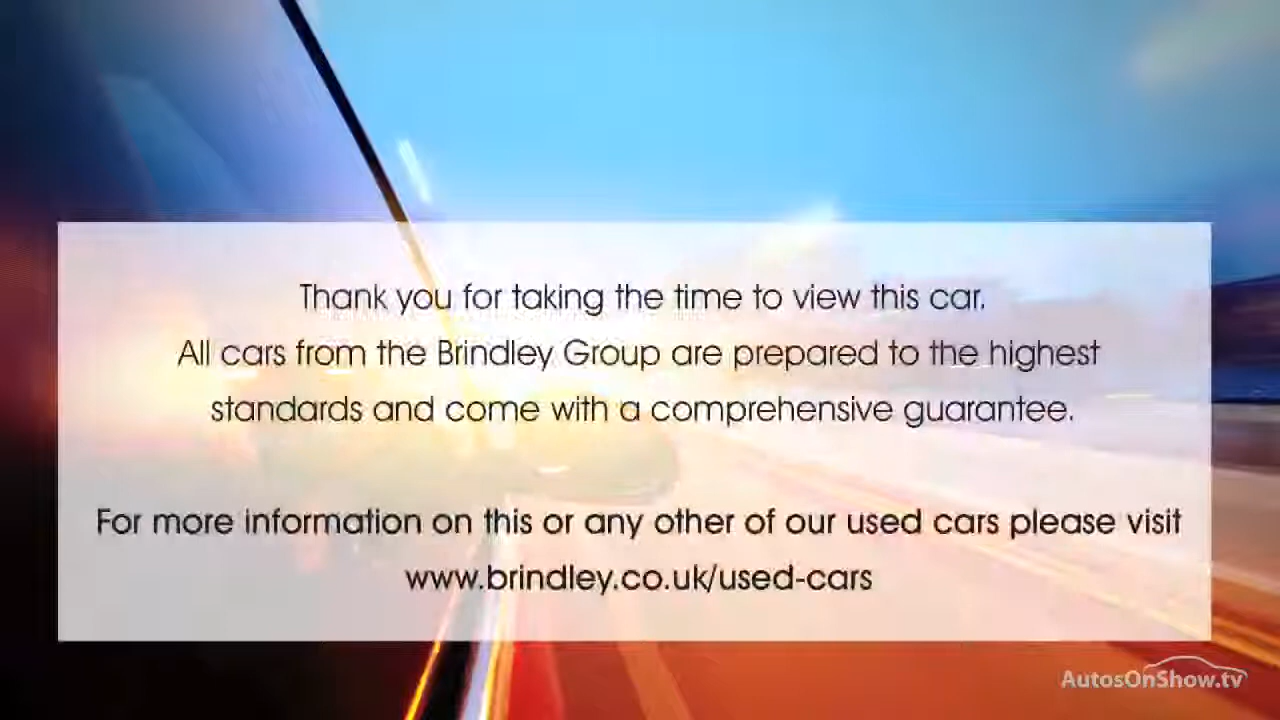 Thank you for taking the time to view this car.
All cars from the Brindley Group are prepared to the highest
standards and come with a comprehensive guarantee.
For more information on this or any other of our used cars please visit
www.brindley.co.uk/used-cars
AutosOnShow.tv